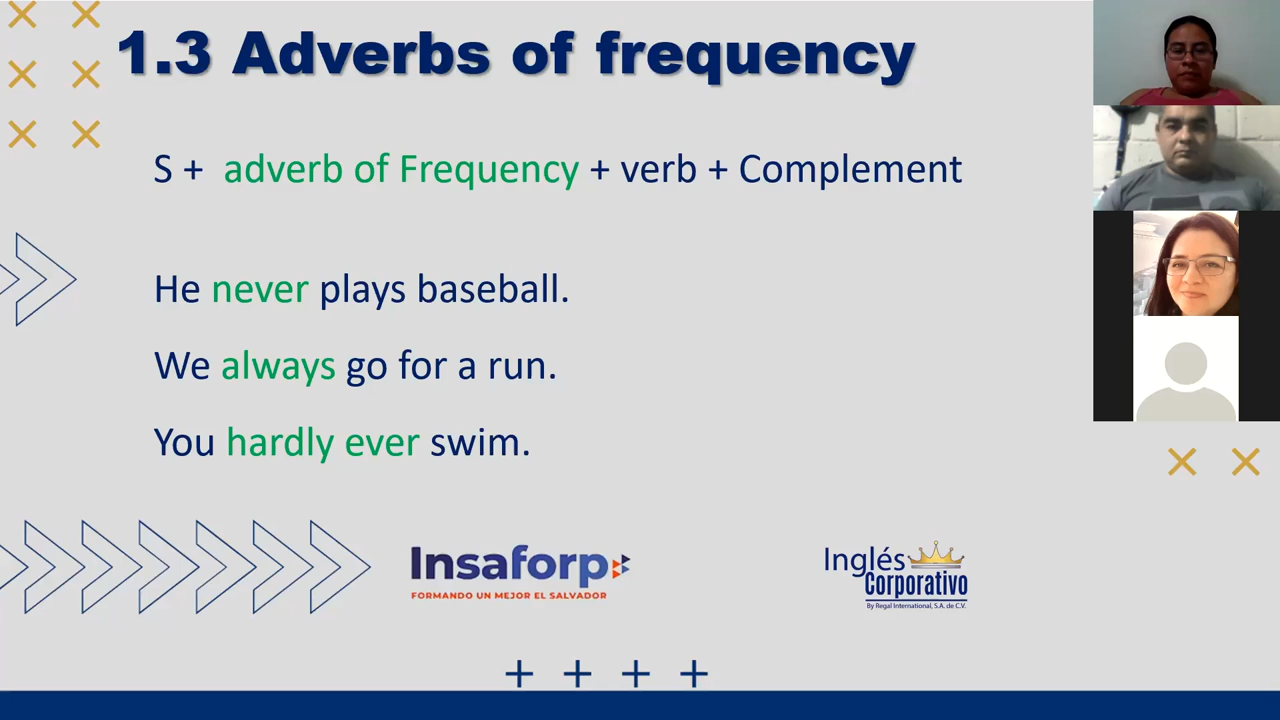 1.3 Adverbs of frequency
S + adverb of Frequency + verb + Complement
He never plays baseball.
We always go for a run.
You hardly ever swim.
Insaforp
FORMANDO UN MEJOR EL SALVADOR
Inglés
Corporativo
By Regal International, S.A. de C.V.